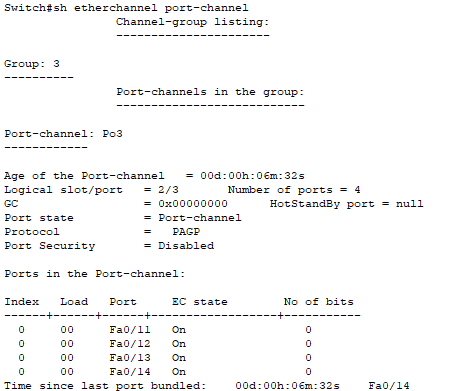 Switch#sh etherchannel port-channel
Channel-group listing:
----------------------
Group: 3
----------
Port-channels in the group:
---------------------------
Port-channel: Po3
------------
Age of the Port-channel = 00d:00h:06m:32s
Logical slot/port = 2/3 Number of ports = 4
GC = 0x00000000 HotStandBy port = null
Port state = Port-channel
Protocol = PAGP
Port Security = Disabled
Ports in the Port-channel:
Index Load Port EC state No of bits
------+------+------+------------------+-----------
0 00 Fa0/11 On 0
0 00 Fa0/12 On 0
0 00 Fa0/13 On 0
0 00 Fa0/14 On 0
Time since last port bundled: 00d:00h:06m:32s Fa0/14